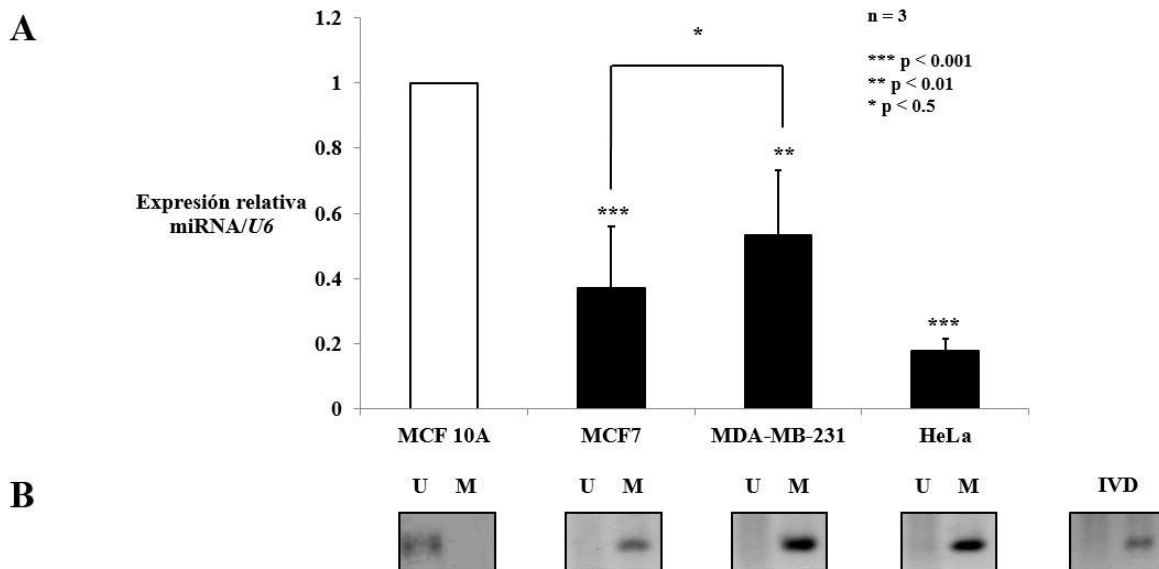 A
n = 3
*** p < 0.001
** p < 0.01
* p < 0.5
Expresión relativa
miRNA/U6
1.2
1
0.8
0.6
0.4
0.2
0
*
***
**
***
MCF 10A MCF7 MDA-MB-231 HeLa
B
U M U M U M U M IVD